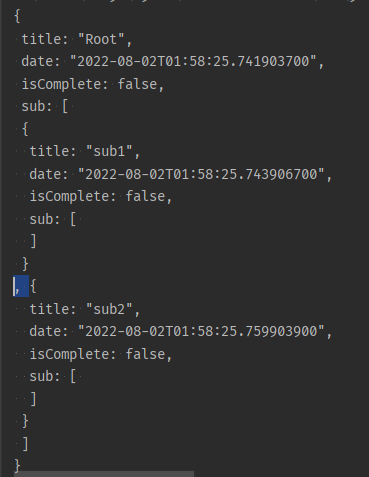 {
title: "Root",
date: "2022-08-02T01:58:25.741903700",
isComplete: false,
sub: [
{
title: "sub1",
date: "2022-08-02T01:58:25.743906700",
isComplete: false,
sub: [
]
}
, {
title: "sub2",
date: "2022-08-02T01:58:25.759903900",
isComplete: false,
sub: [
]
}
]
}